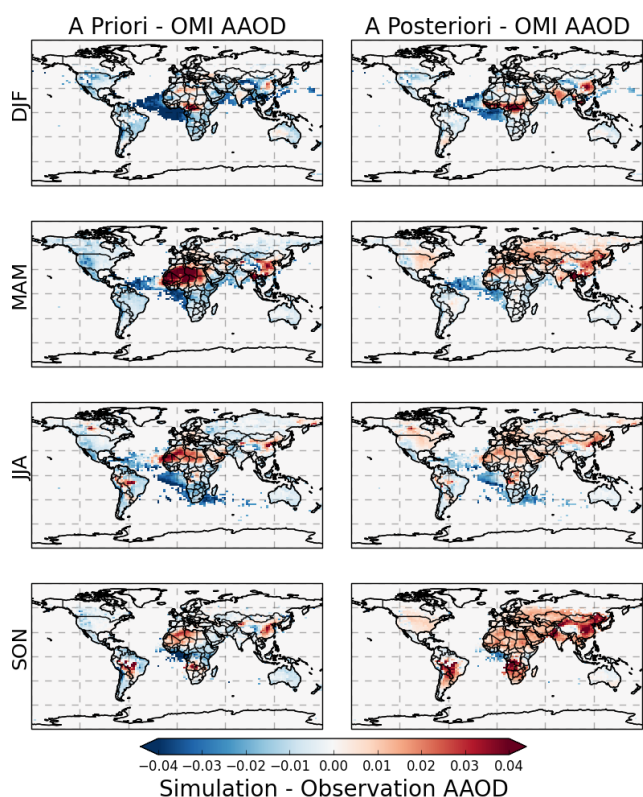 A Priori - OMI AAOD
A Posteriori - OMI AAOD
DJF
MAM
JJA
SON
−0.04 −0.03 −0.02 −0.01 0.00 0.01 0.02 0.03 0.04
Simulation - Observation AAOD